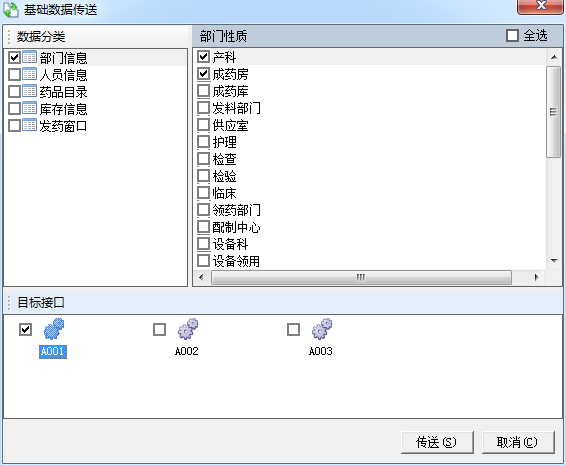 基础数据传送
数据分类
部门信息
人员信息
药品目录
库存信息
发药窗口
部门性质
全选
产科
成药房
成药库
发料部门
供应室
护理
检查
检验
临床
领药部门
配制中心
设备科
设备领用
目标接口
A001
A002
A003
传送(S)
取消(C)